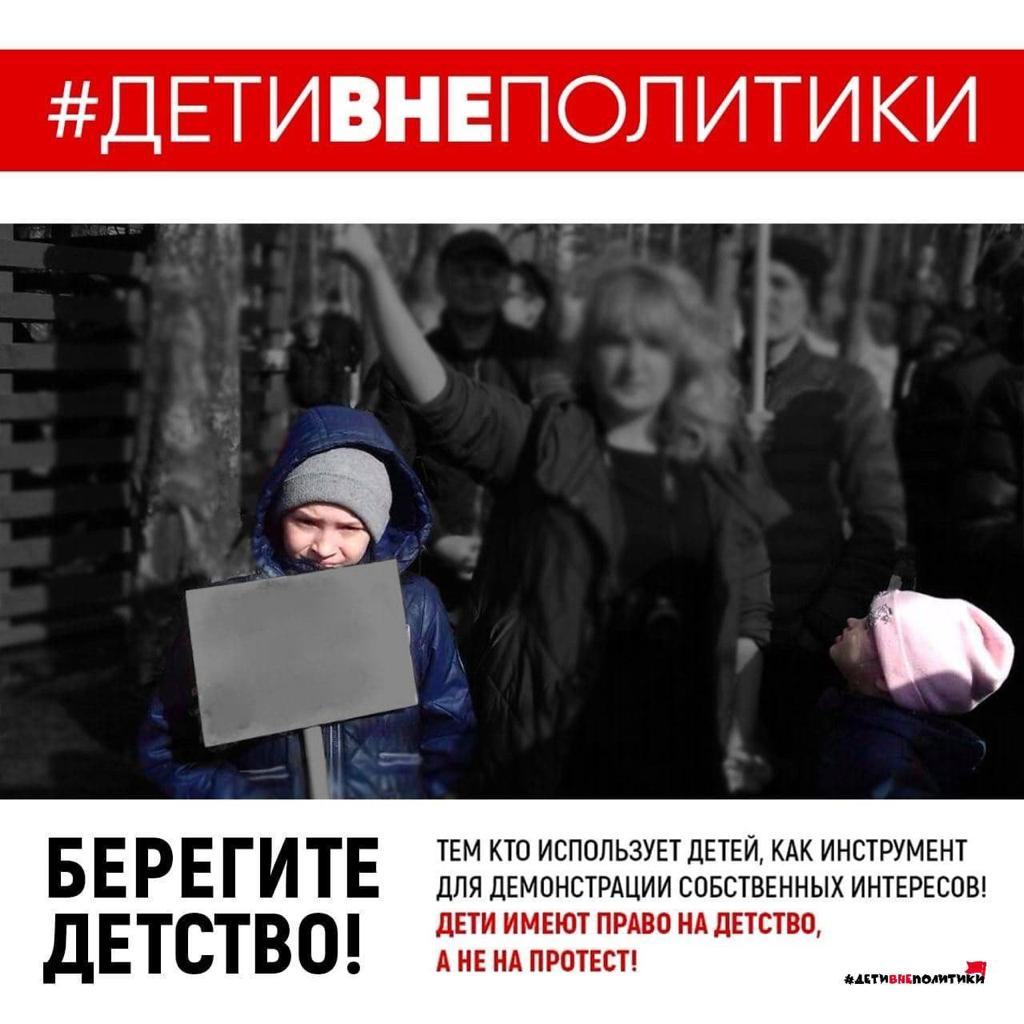 #ДЕТИВНЕПОЛИТИКИ
БЕРЕГИТЕ
ДЕТСТВО!
ТЕМ КТО ИСПОЛЬЗУЕТ ДЕТЕЙ, КАК ИНСТРУМЕНТ
ДЛЯ ДЕМОНСТРАЦИИ СОБСТВЕННЫХ ИНТЕРЕСОВ!
ДЕТИ ИМЕЮТ ПРАВО НА ДЕТСТВО,
А НЕ НА ПРОТЕСТ!
#ДЕТИВНЕПОЛИТИКИ